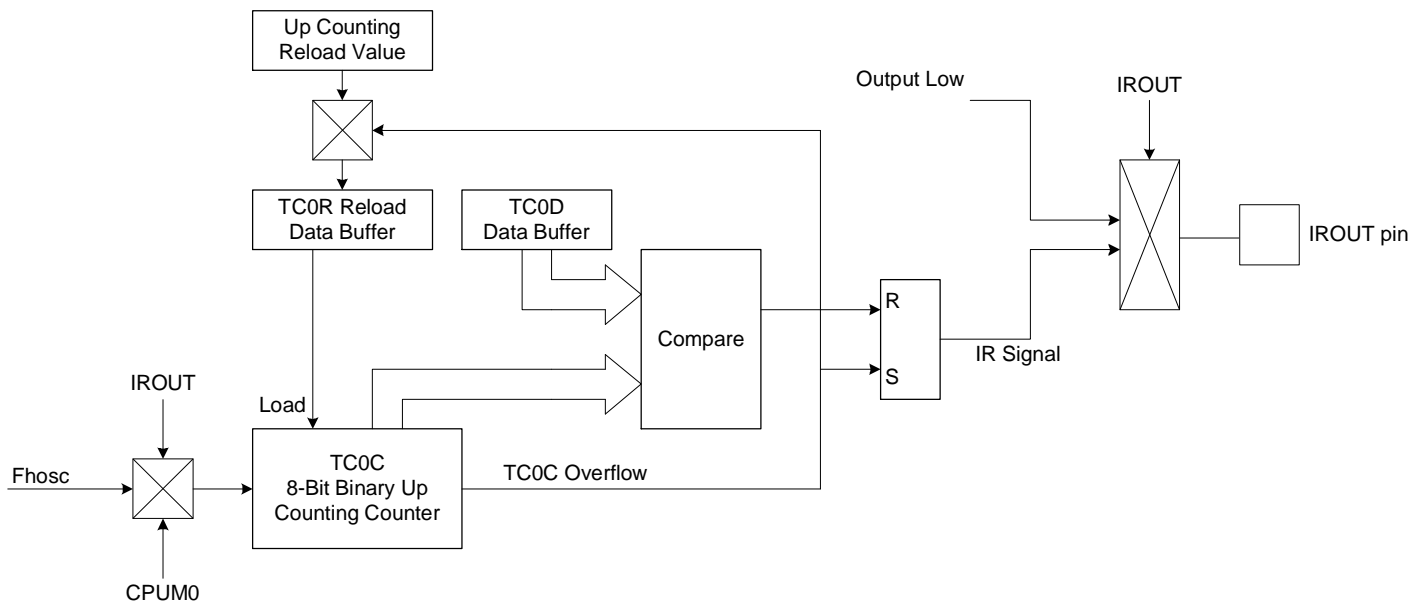 Up Counting
Reload Value
Output Low
IROUT
TC0R Reload
Data Buffer
TC0D
Data Buffer
IROUT pin
R
Compare
IR Signal
S
IROUT
Load
Fhosc
TC0C
8-Bit Binary Up
Counting Counter
TC0C Overflow
CPUM0